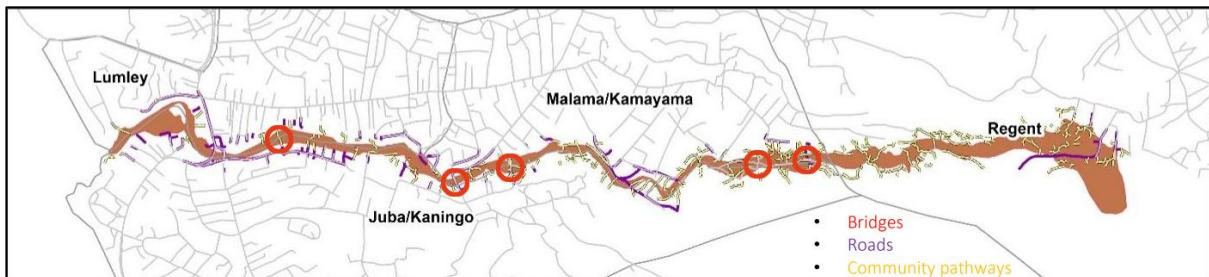 Lumley
Malama/Kamayama
Regent
Juba/Kaningo
• Bridges
• Roads
• Community pathways